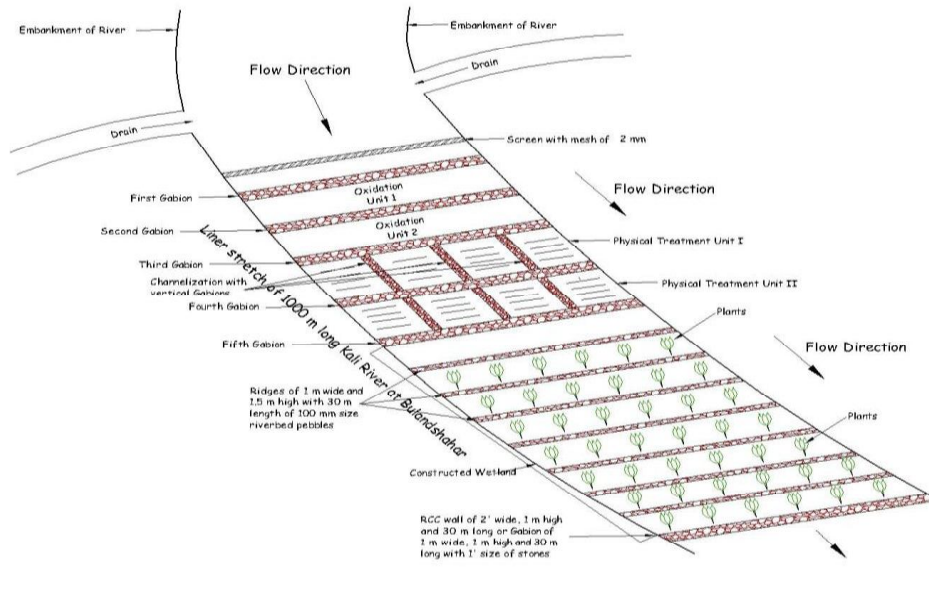 Embankment of River
Embankment of River
Drain
Flow Direction
Drain
Screen with mesh of 2 mm
Flow Direction
First Gabion
Oxidation
Unit 1
Second Gabion
Oxidation
Unit 2
Physical Treatment Unit I
Third Gabion
Channelization with
vertical Gabions
Physical Treatment Unit II
Fourth Gabion
Plants
Fifth Gabion
Flow Direction
Liner stretch of 1000 m long Kali River at Bulandshahar
Ridges of 1 m wide and
1.5 m high with 30 m
length of 100 mm size
riverbed pebbles
Plants
Constructed Wetland
RCC wall of 2' wide, 1 m high
and 30 m long or Gabion of
1 m wide, 1 m high and 30 m
long with 1' size of stones